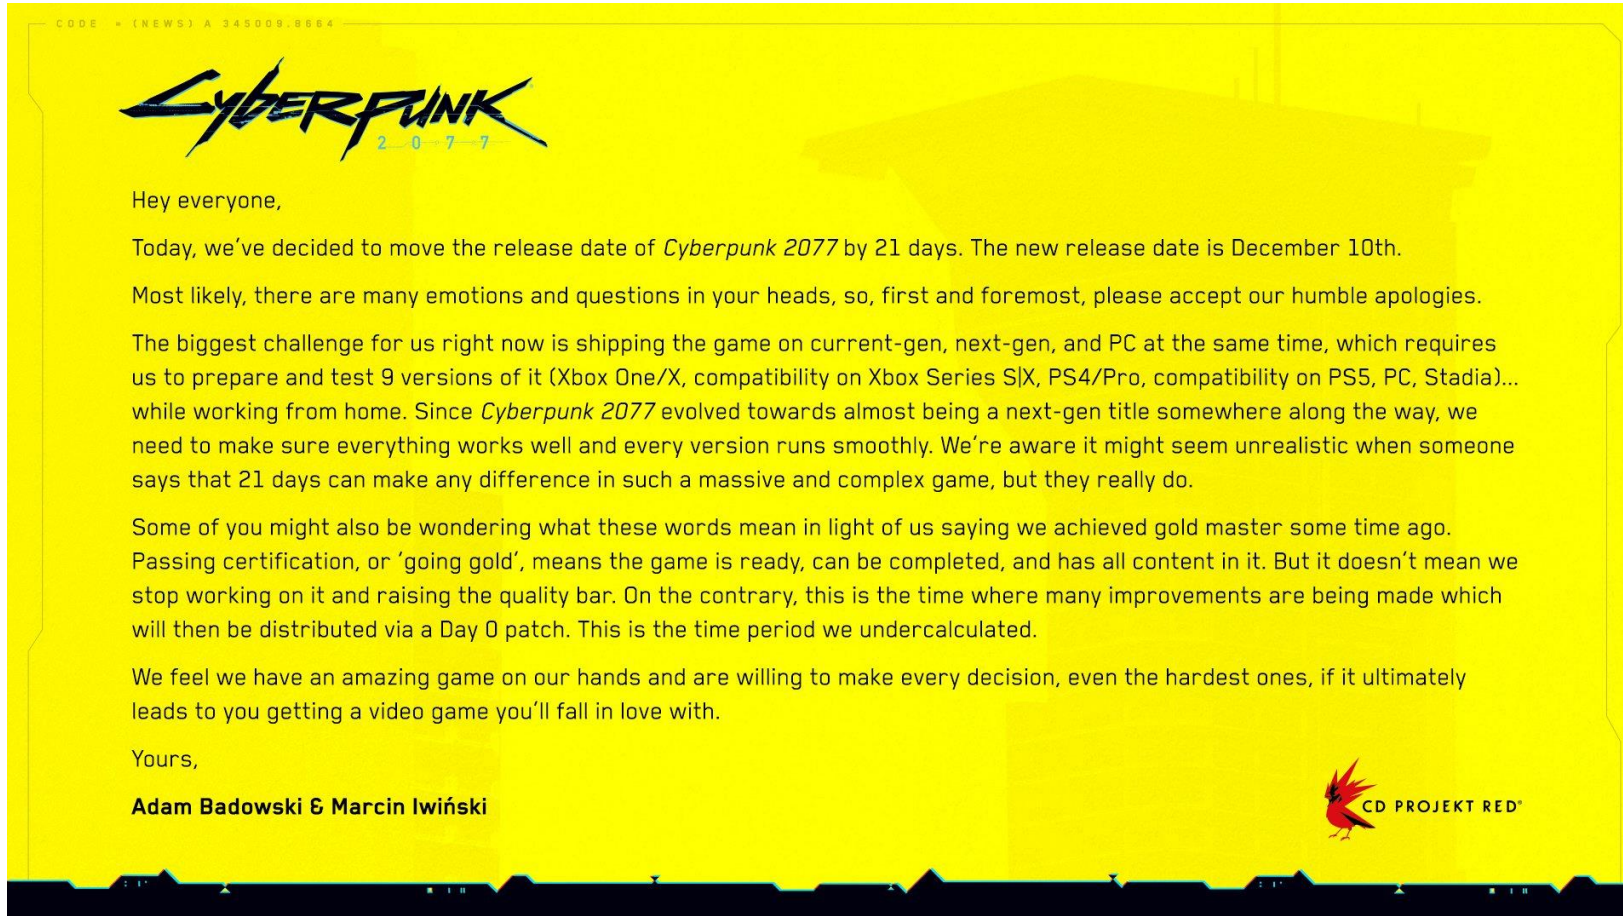 CODE * (NEWS) A 345009.8664
Cyberpunk
2077
Hey everyone,
Today, we've decided to move the release date of Cyberpunk 2077 by 21 days. The new release date is December 10th.
Most likely, there are many emotions and questions in your heads, so, first and foremost, please accept our humble apologies.
The biggest challenge for us right now is shipping the game on current-gen, next-gen, and PC at the same time, which requires
us to prepare and test 9 versions of it (Xbox One/X, compatibility on Xbox Series S|X, PS4/Pro, compatibility on PS5, PC, Stadia)...
while working from home. Since Cyberpunk 2077 evolved towards almost being a next-gen title somewhere along the way, we
need to make sure everything works well and every version runs smoothly. We're aware it might seem unrealistic when someone
says that 21 days can make any difference in such a massive and complex game, but they really do.
Some of you might also be wondering what these words mean in light of us saying we achieved gold master some time ago.
Passing certification, or 'going gold', means the game is ready, can be completed, and has all content in it. But it doesn't mean we
stop working on it and raising the quality bar. On the contrary, this is the time where many improvements are being made which
will then be distributed via a Day 0 patch. This is the time period we undercalculated.
We feel we have an amazing game on our hands and are willing to make every decision, even the hardest ones, if it ultimately
leads to you getting a video game you'll fall in love with.
Yours,
Adam Badowski & Marcin Iwiński
CD PROJEKT RED®